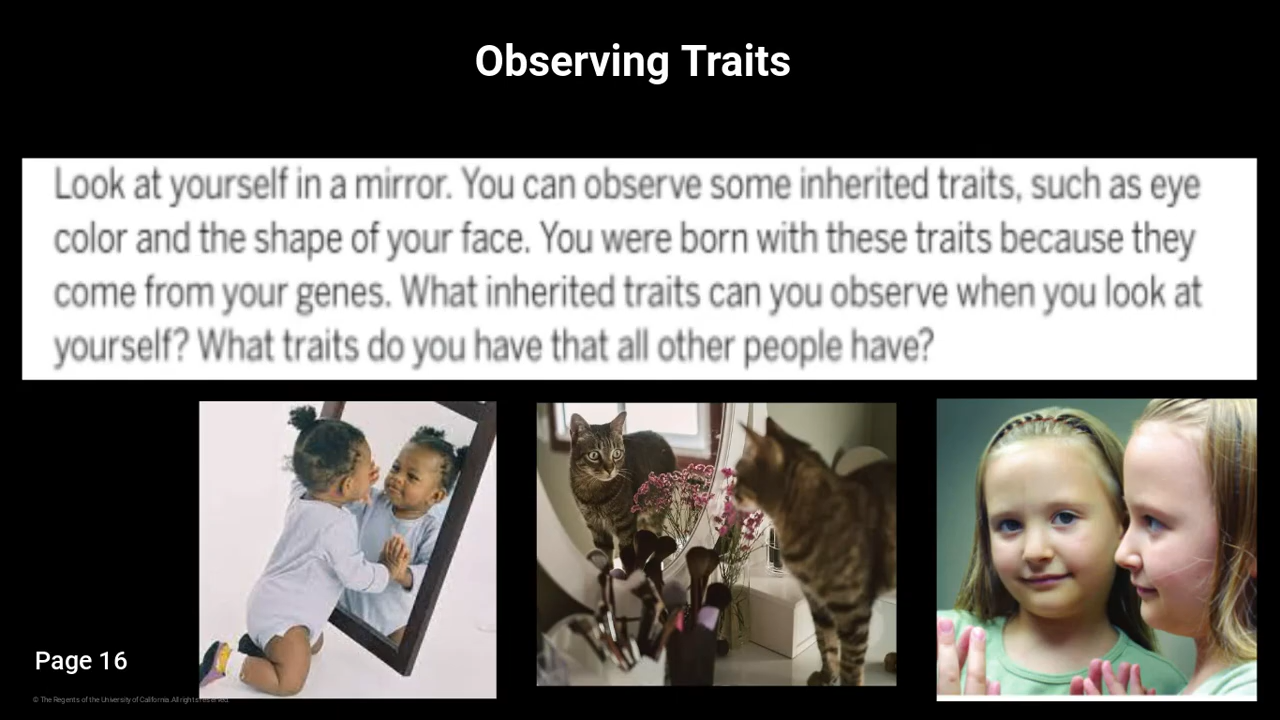 Observing Traits
Look at yourself in a mirror. You can observe some inherited traits, such as eye
color and the shape of your face. You were born with these traits because they
come from your genes. What inherited traits can you observe when you look at
yourself? What traits do you have that all other people have?
Page 16
© The Regents of the University of California. All rights reserved.